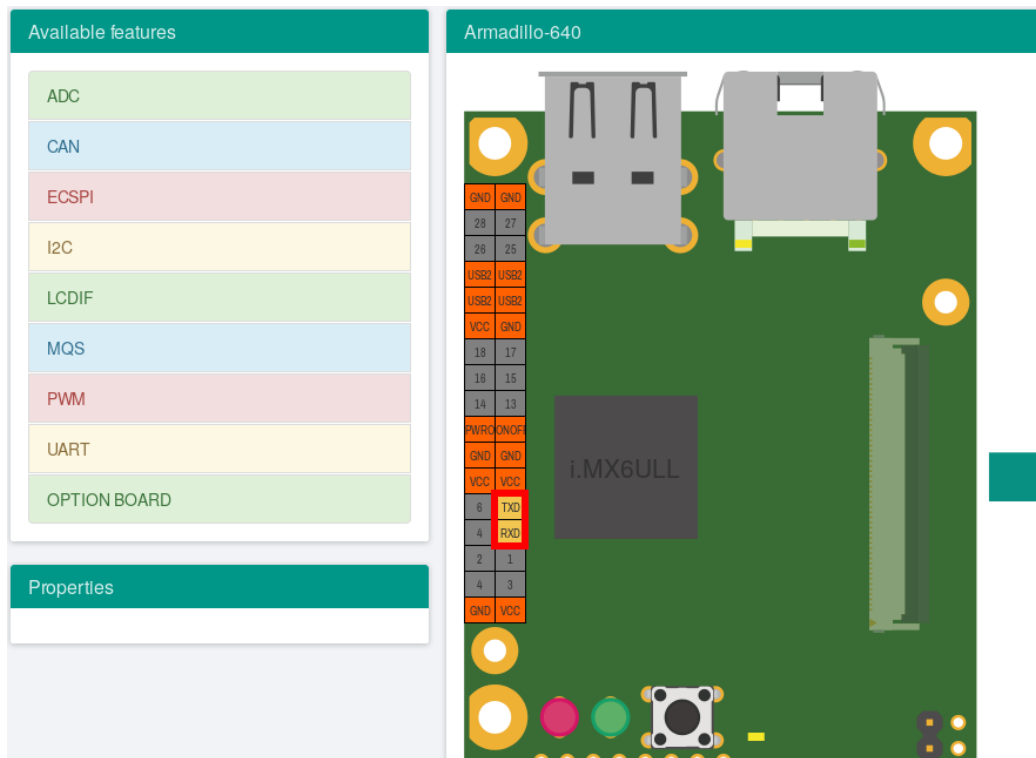 Available features
ADC
CAN
ECSPI
I2C
LCDIF
MQS
PWM
UART
OPTION BOARD
Properties
Armadillo-640
GND GND
28 27
26 25
USB2 USB2
USB2 USB2
VCC GND
18 17
16 15
14 13
PWRO ONOFF
GND GND
VCC VCC
6 TXD
4 RXD
2 1
4 3
GND VCC
i.MX6ULL